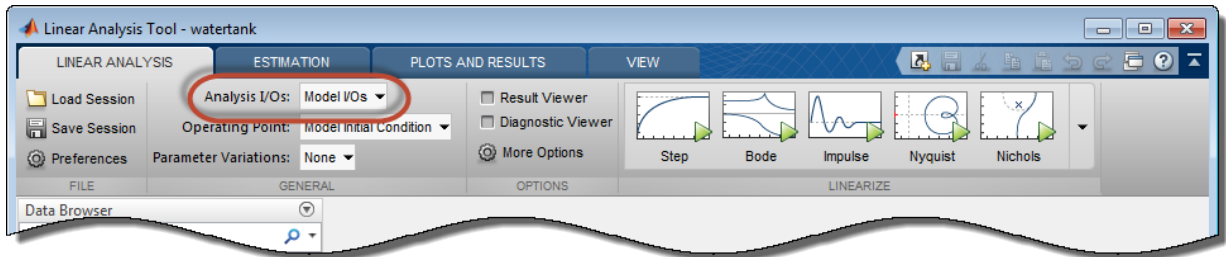 Linear Analysis Tool - watertank
LINEAR ANALYSIS ESTIMATION PLOTS AND RESULTS VIEW
Load Session Analysis I/Os: Model I/Os Result Viewer
Save Session Operating Point: Model Initial Condition Diagnostic Viewer
Preferences Parameter Variations: None More Options Step Bode Impulse Nyquist Nichols
FILE GENERAL OPTIONS LINEARIZE
Data Browser